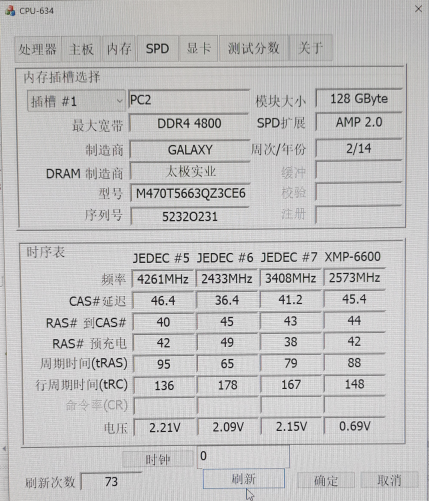 CPU-634
处理器 主板 内存 SPD 显卡 测试分数 关于
内存插槽选择
插槽 #1 PC2 模块大小 128 GByte
最大宽带 DDR4 4800 SPD扩展 AMP 2.0
制造商 GALAXY 周次/年份 2/14
DRAM 制造商 太极实业 缓冲
型号 M470T5663QZ3CE6 校验
序列号 5232O231 注册
时序表
JEDEC #5 JEDEC #6 JEDEC #7 XMP-6600
频率 4261MHz 2433MHz 3408MHz 2573MHz
CAS#延迟 46.4 36.4 41.2 45.4
RAS# 到CAS# 40 45 43 44
RAS# 预充电 42 49 38 42
周期时间(tRAS) 95 65 79 88
行周期时间(tRC) 136 178 167 148
命令率(CR)
电压 2.21V 2.09V 2.15V 0.69V
时钟 0
刷新次数 73 刷新 确定 取消